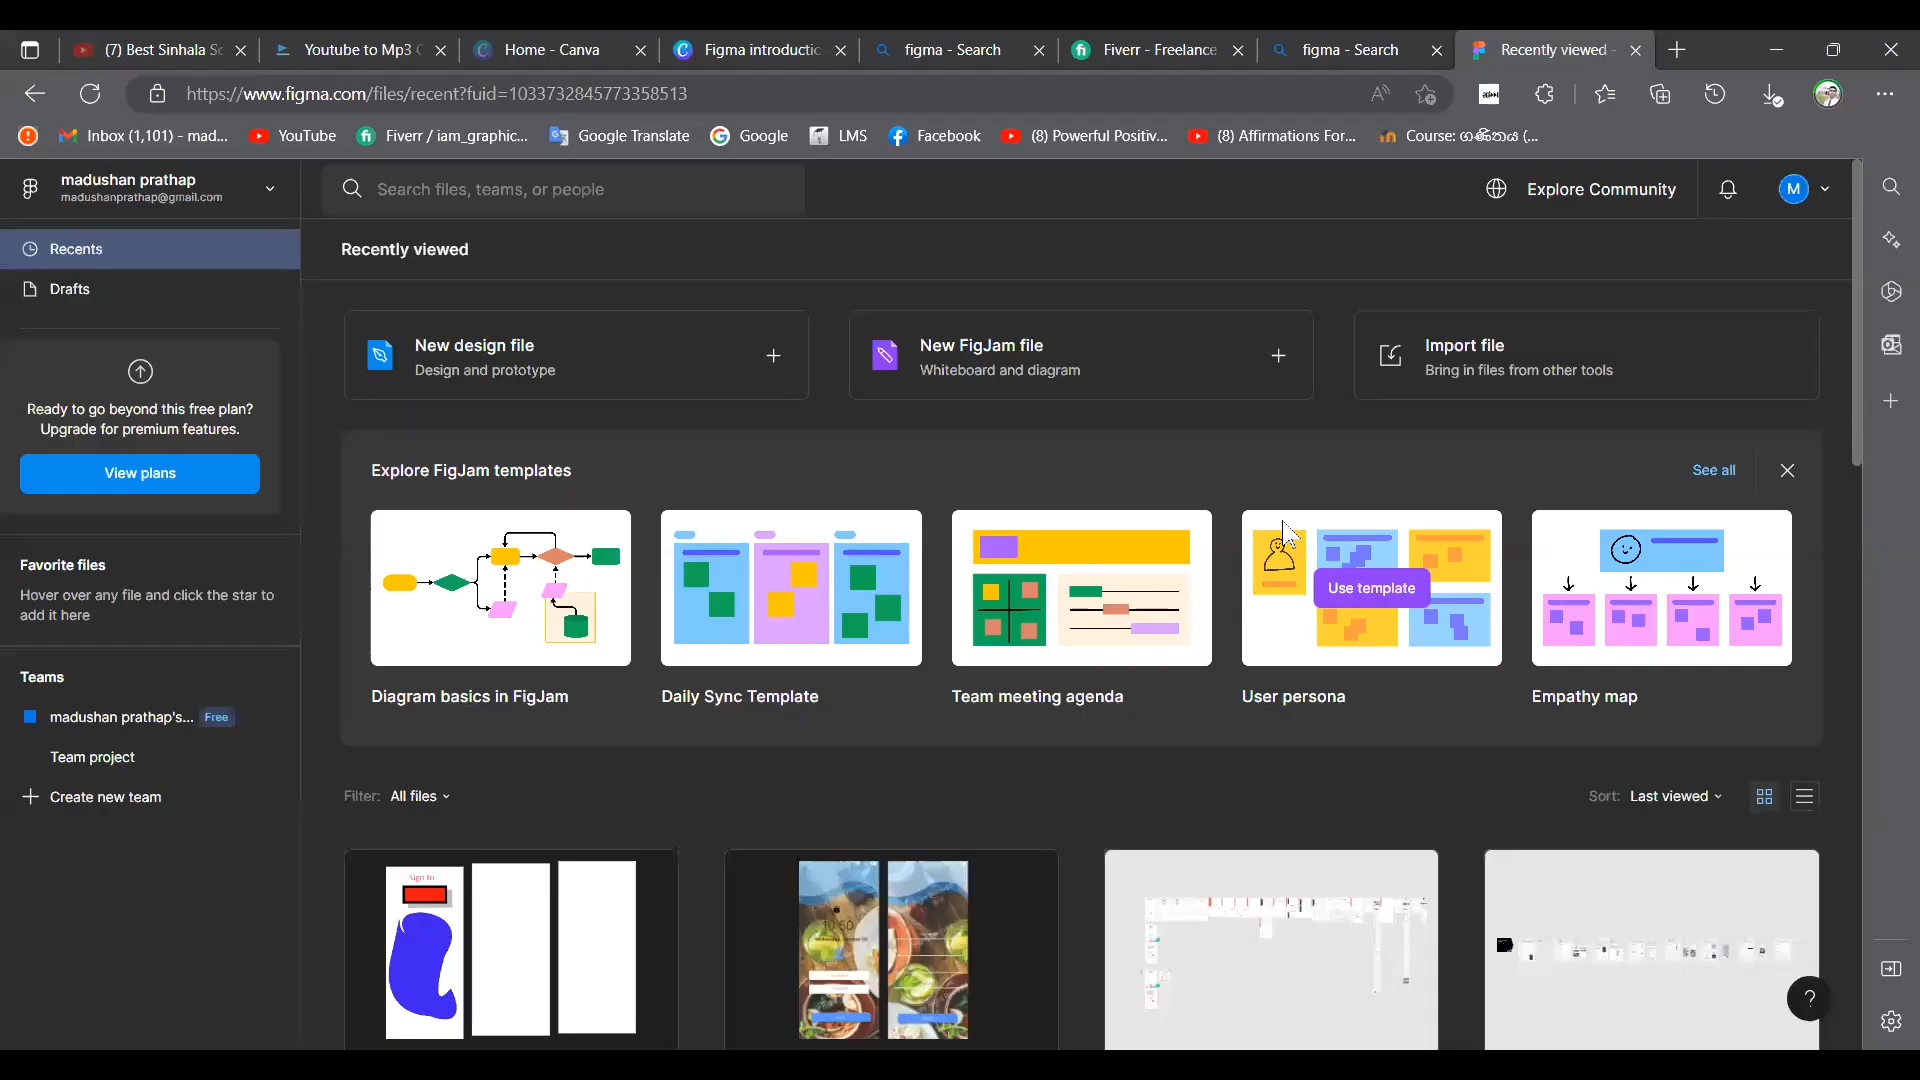 (7) Best Sinhala Sc
Youtube to Mp3 C
Home - Canva
Figma introductio
figma - Search
Fiverr - Freelance
figma - Search
Recently viewed -
https://www.figma.com/files/recent?fuid=1033732845773358513
Inbox (1,101) - mad...
YouTube
Fiverr / iam_graphic...
Google Translate
Google
LMS
Facebook
(8) Powerful Positiv...
(8) Affirmations For...
Course: ගණිතය (...
madushan prathap
madushanprathap@gmail.com
Search files, teams, or people
Explore Community
M
Recents
Drafts
Ready to go beyond this free plan?
Upgrade for premium features.
View plans
Favorite files
Hover over any file and click the star to
add it here
Teams
madushan prathap's...
Free
Team project
Create new team
Recently viewed
New design file
Design and prototype
New FigJam file
Whiteboard and diagram
Import file
Bring in files from other tools
Explore FigJam templates
See all
Use template
Diagram basics in FigJam
Daily Sync Template
Team meeting agenda
User persona
Empathy map
Filter: All files
Sort: Last viewed
Sign In
10:50
?